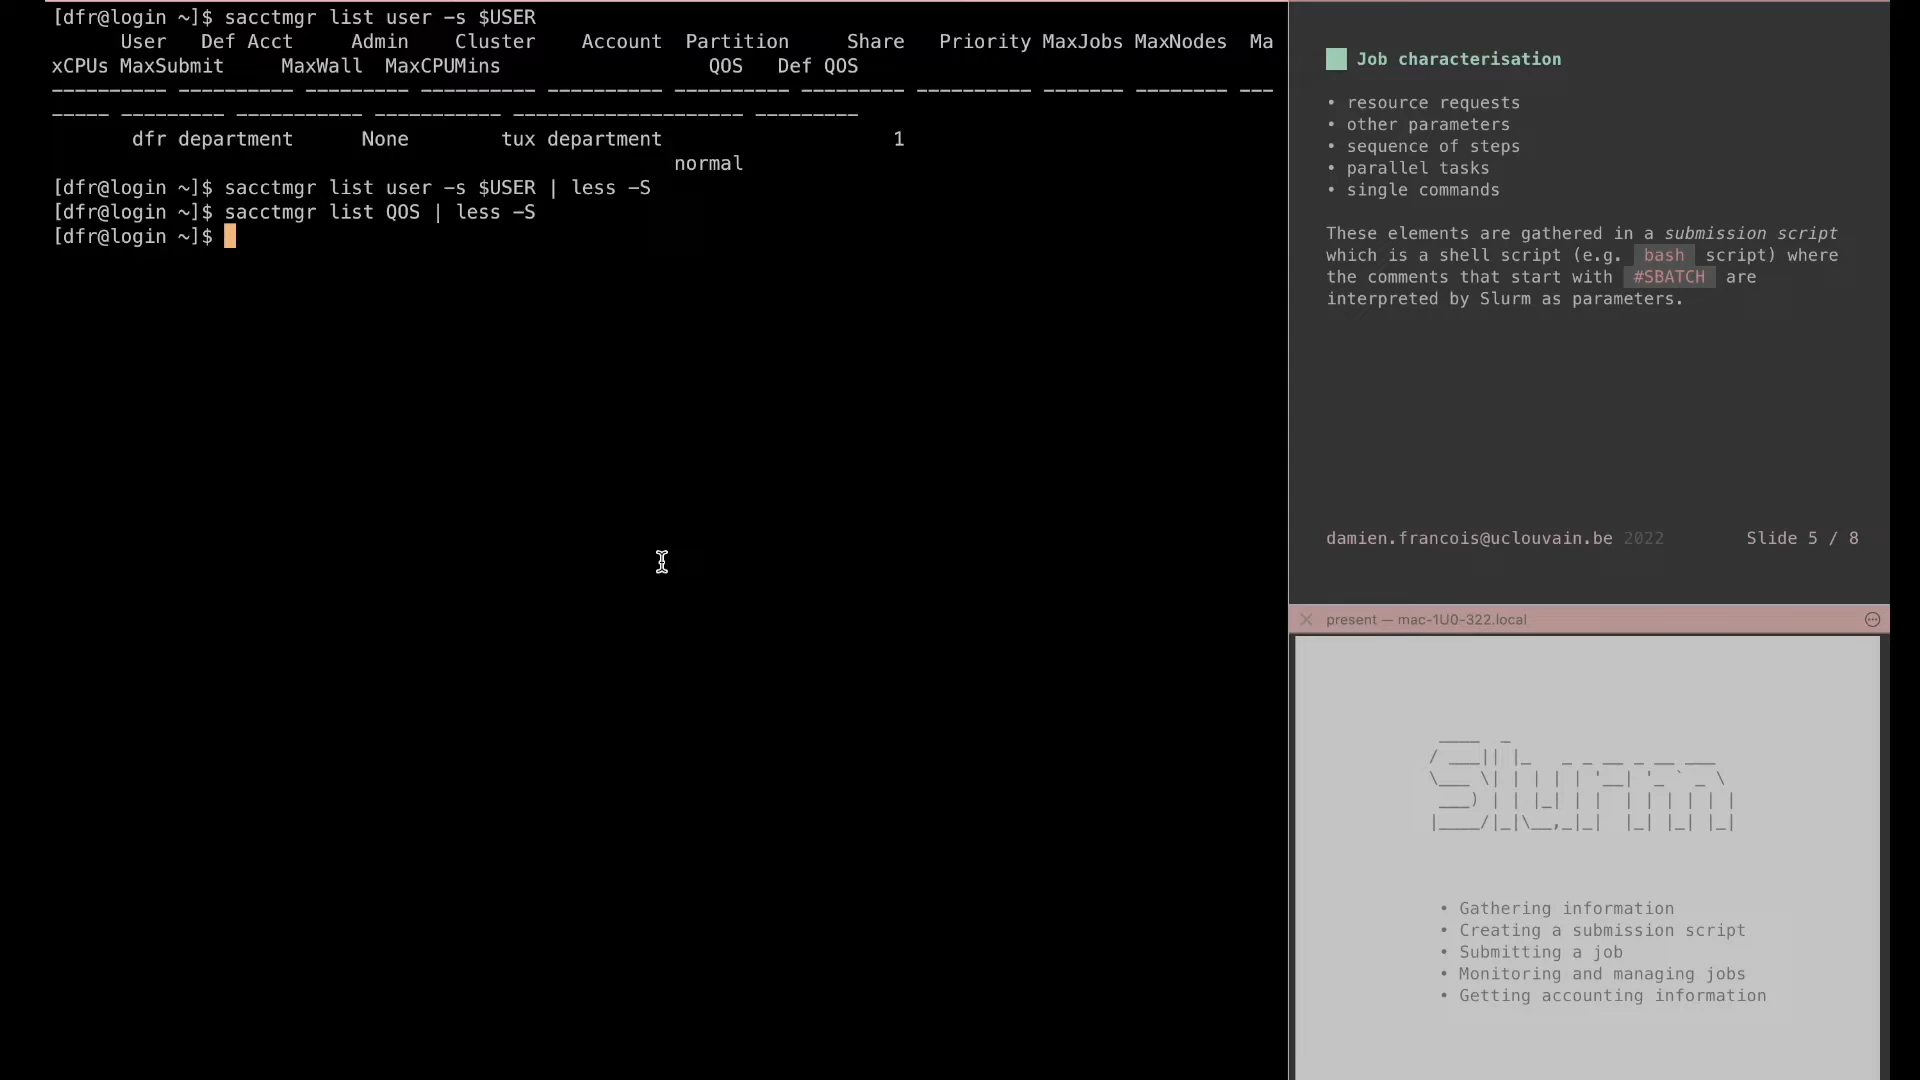 [dfr@login ~]$ sacctmgr list user -s $USER
      User   Def Acct     Admin    Cluster    Account  Partition     Share   Priority MaxJobs MaxNodes  Ma
xCPUs MaxSubmit     MaxWall  MaxCPUMins                  QOS   Def QOS
---------- ---------- --------- ---------- ---------- ---------- --------- ---------- ------- -------- ---
----- --------- ----------- ----------- -------------------- ---------
       dfr department      None        tux department                    1
                                                      normal
[dfr@login ~]$ sacctmgr list user -s $USER | less -S
[dfr@login ~]$ sacctmgr list QOS | less -S
[dfr@login ~]$
Job characterisation
• resource requests
• other parameters
• sequence of steps
• parallel tasks
• single commands
These elements are gathered in a submission script
which is a shell script (e.g. bash script) where
the comments that start with #SBATCH are
interpreted by Slurm as parameters.
damien.francois@uclouvain.be 2022 Slide 5 / 8
present — mac-1U0-322.local
Slurm
• Gathering information
• Creating a submission script
• Submitting a job
• Monitoring and managing jobs
• Getting accounting information